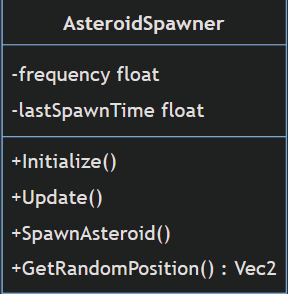 AsteroidSpawner
-frequency float
-lastSpawnTime float
+Initialize()
+Update()
+SpawnAsteroid()
+GetRandomPosition() : Vec2